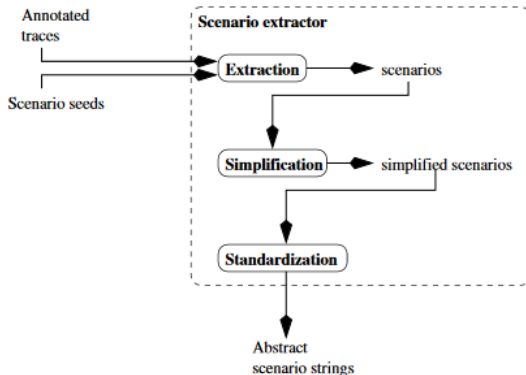 Annotated
traces
Scenario extractor
Extraction
scenarios
Scenario seeds
Simplification
simplified scenarios
Standardization
Abstract
scenario strings